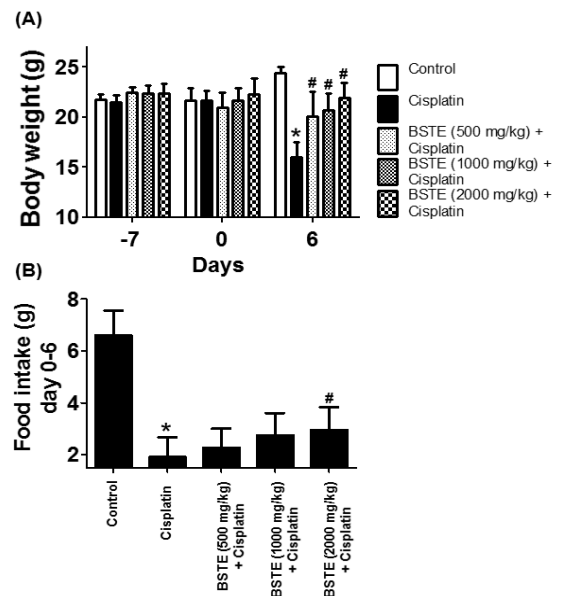 (A)
Body weight (g)
25
20
15
10
*
#
#
#
-7
0
6
Days
Control
Cisplatin
BSTE (500 mg/kg) +
Cisplatin
BSTE (1000 mg/kg) +
Cisplatin
BSTE (2000 mg/kg) +
Cisplatin
(B)
Food intake (g)
day 0-6
8
6
4
2
*
#
Control
Cisplatin
BSTE (500 mg/kg)
+ Cisplatin
BSTE (1000 mg/kg)
+ Cisplatin
BSTE (2000 mg/kg)
+ Cisplatin